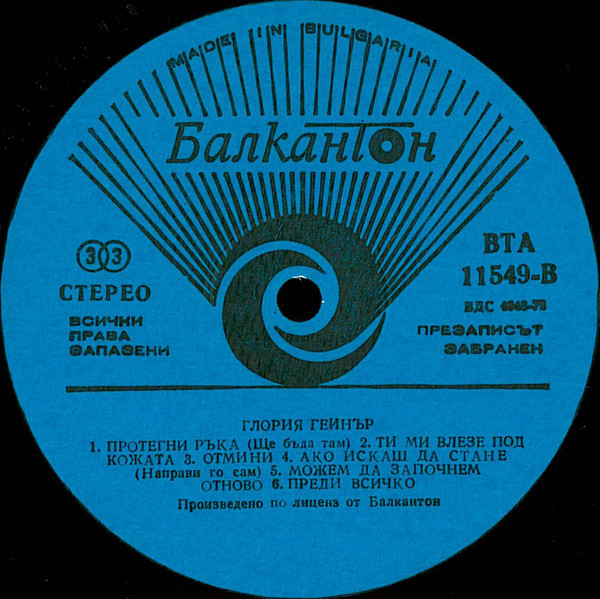 MADE IN BULGARIA
Балкантон
33
СТЕРЕО
ВСИЧКИ
ПРАВА
ЗАПАЗЕНИ
ВТА
11549-В
БДС
ПРЕЗАПИСЪТ
ЗАБРАНЕН
ГЛОРИЯ ГЕЙНЪР
1. ПРОТЕГНИ РЪКА (Ще бъда там) 2. ТИ МИ ВЛЕЗЕ ПОД
КОЖАТА 3. ОТМИНИ 4. АКО ИСКАШ ДА СТАНЕ
(Направи го сам) 5. МОЖЕМ ДА ЗАПОЧНЕМ
ОТНОВО 6. ПРЕДИ ВСИЧКО
Произведено по лиценз от Балкантон